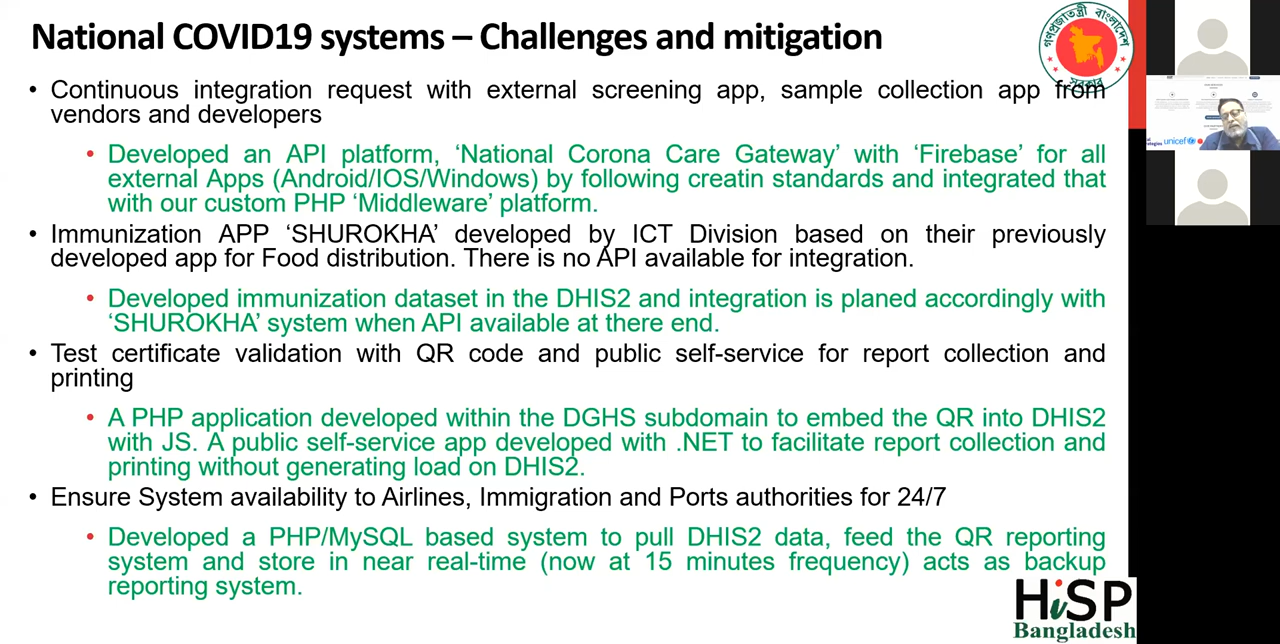 National COVID19 systems – Challenges and mitigation
গণপ্রজাতন্ত্রী বাংলাদেশ
সরকার
• Continuous integration request with external screening app, sample collection app from
vendors and developers
• Developed an API platform, ‘National Corona Care Gateway’ with ‘Firebase’ for all
external Apps (Android/IOS/Windows) by following creatin standards and integrated that
with our custom PHP ‘Middleware’ platform.
• Immunization APP ‘SHUROKHA’ developed by ICT Division based on their previously
developed app for Food distribution. There is no API available for integration.
• Developed immunization dataset in the DHIS2 and integration is planed accordingly with
‘SHUROKHA’ system when API available at there end.
• Test certificate validation with QR code and public self-service for report collection and
printing
• A PHP application developed within the DGHS subdomain to embed the QR into DHIS2
with JS. A public self-service app developed with .NET to facilitate report collection and
printing without generating load on DHIS2.
• Ensure System availability to Airlines, Immigration and Ports authorities for 24/7
• Developed a PHP/MySQL based system to pull DHIS2 data, feed the QR reporting
system and store in near real-time (now at 15 minutes frequency) acts as backup
reporting system.
HiSP
Bangladesh
unicef